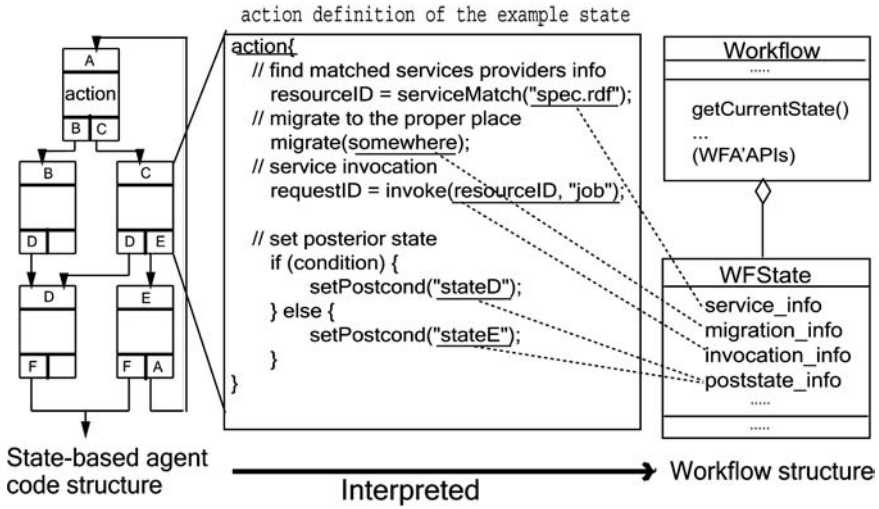 action definition of the example state
A
action
B C
B
C
D
D E
D
E
F
F A
State-based agent
code structure
action{
// find matched services providers info
resourceID = serviceMatch("spec.rdf");
// migrate to the proper place
migrate(somewhere);
// service invocation
requestID = invoke(resourceID, "job");
// set posterior state
if (condition) {
setPostcond("stateD");
} else {
setPostcond("stateE");
}
}
Interpreted
Workflow
.....
getCurrentState()
...
(WFA'APIs)
WFState
service_info
migration_info
invocation_info
poststate_info
.....
.....
Workflow structure